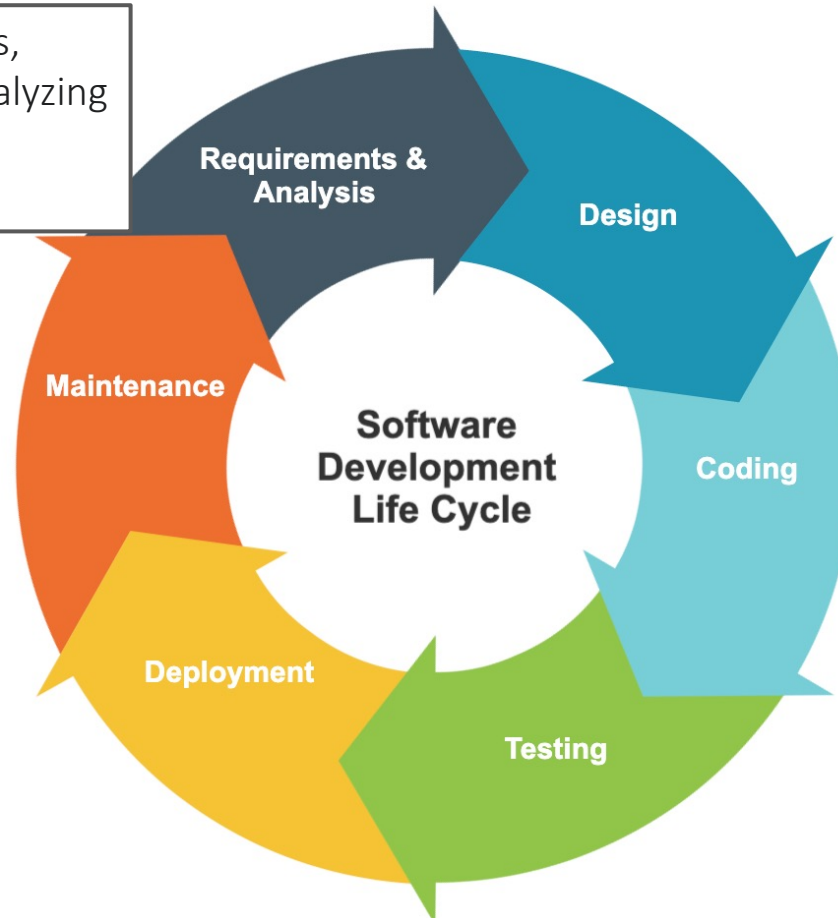 s,
alyzing
Requirements &
Analysis
Design
Maintenance
Software
Development
Life Cycle
Coding
Deployment
Testing